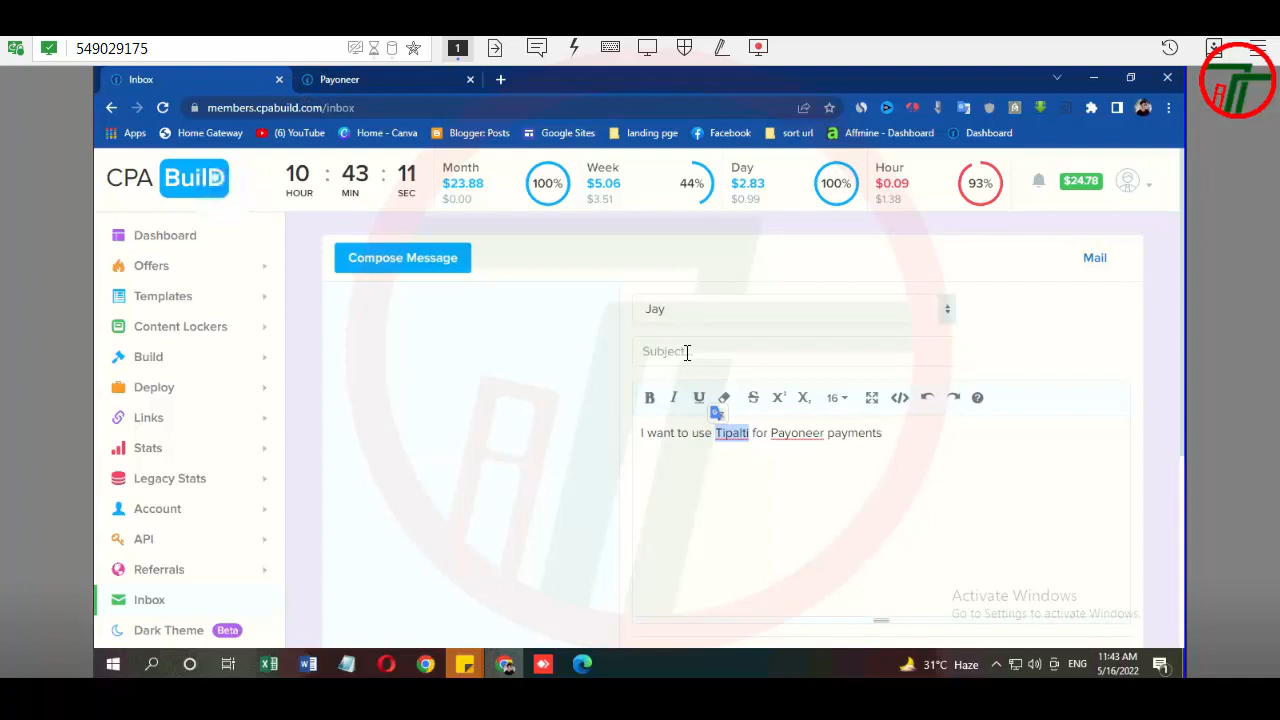 549029175
1
Inbox
Payoneer
members.cpabuild.com/inbox
Apps
Home Gateway
(6) YouTube
Home - Canva
Blogger: Posts
Google Sites
landing pge
Facebook
sort url
Affmine - Dashboard
Dashboard
CPA BuilD
10 : 43 : 11
HOUR MIN SEC
Month
$23.88
$0.00
100%
Week
$5.06
$3.51
44%
Day
$2.83
$0.99
100%
Hour
$0.09
$1.38
93%
$24.78
Dashboard
Offers
Templates
Content Lockers
Build
Deploy
Links
Stats
Legacy Stats
Account
API
Referrals
Inbox
Dark Theme Beta
Compose Message
Mail
Jay
Subject..
B I U S X¹ X, 16
I want to use Tipalti for Payoneer payments
Activate Windows
Go to Settings to activate Windows.
31°C Haze
ENG
11:43 AM
5/16/2022
1